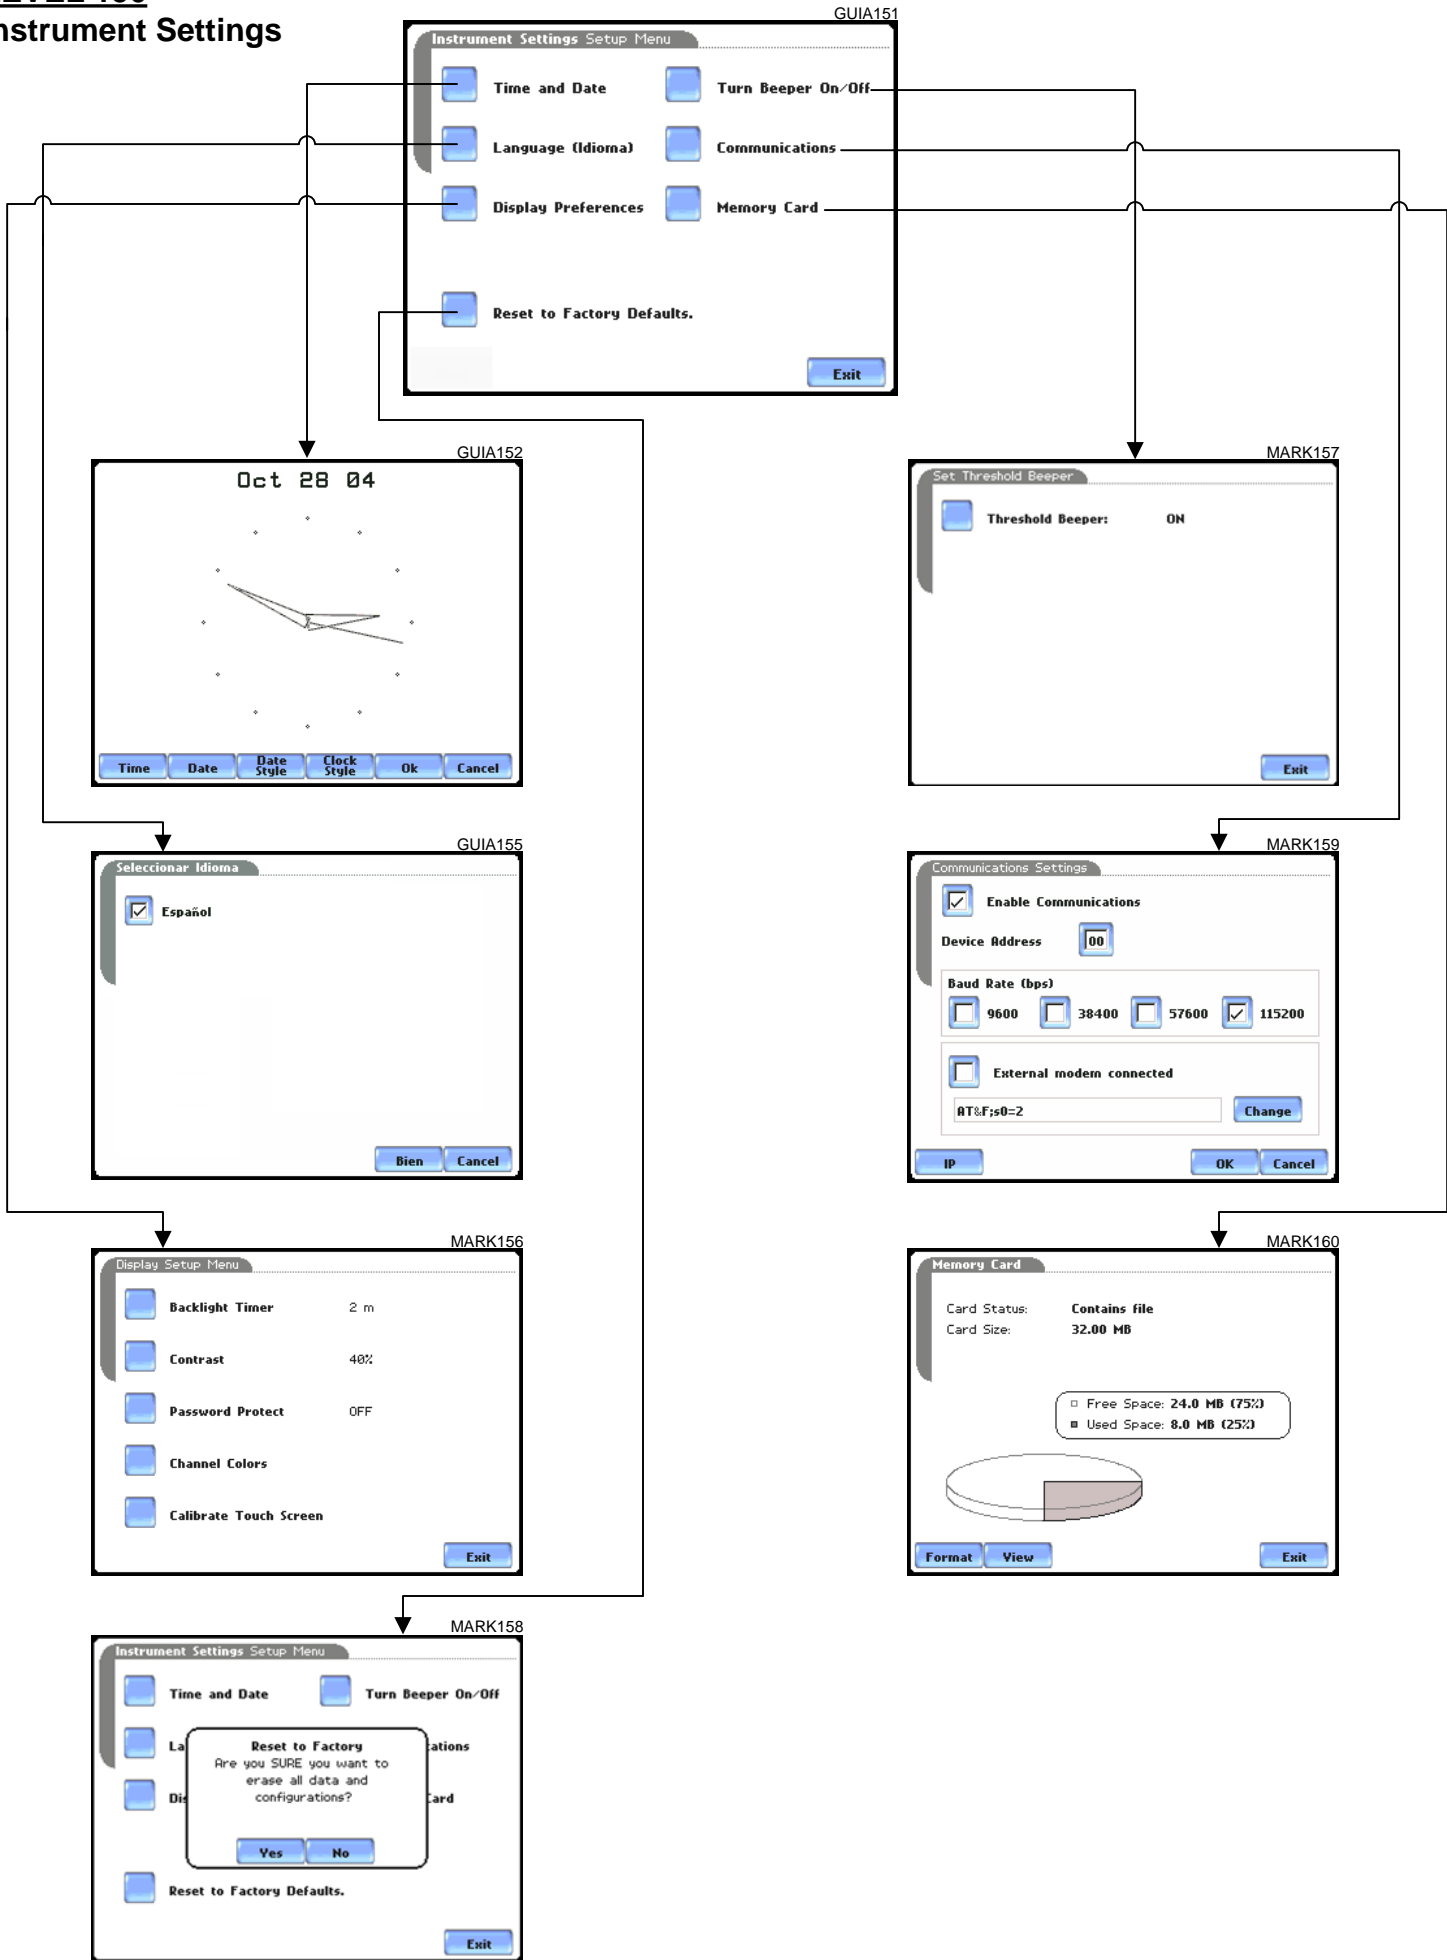 nstrument Settings
GUIA151
Instrument Settings Setup Menu
Time and Date
Turn Beeper On/Off
Language (Idioma)
Communications
Display Preferences
Memory Card
Reset to Factory Defaults.
Exit
GUIA152
Oct 28 04
Time
Date
Date Style
Clock Style
Ok
Cancel
MARK157
Set Threshold Beeper
Threshold Beeper: ON
Exit
GUIA155
Seleccionar Idioma
Español
Bien
Cancel
MARK159
Communications Settings
Enable Communications
Device Address 00
Baud Rate (bps)
9600
38400
57600
115200
External modem connected
AT&F;s0=2
Change
IP
OK
Cancel
MARK156
Display Setup Menu
Backlight Timer 2 m
Contrast 40%
Password Protect OFF
Channel Colors
Calibrate Touch Screen
Exit
MARK160
Memory Card
Card Status: Contains file
Card Size: 32.00 MB
Free Space: 24.0 MB (75%)
Used Space: 8.0 MB (25%)
Format
View
Exit
MARK158
Instrument Settings Setup Menu
Time and Date
Turn Beeper On/Off
La
ations
Dis
Card
Reset to Factory
Are you SURE you want to
erase all data and
configurations?
Yes
No
Reset to Factory Defaults.
Exit